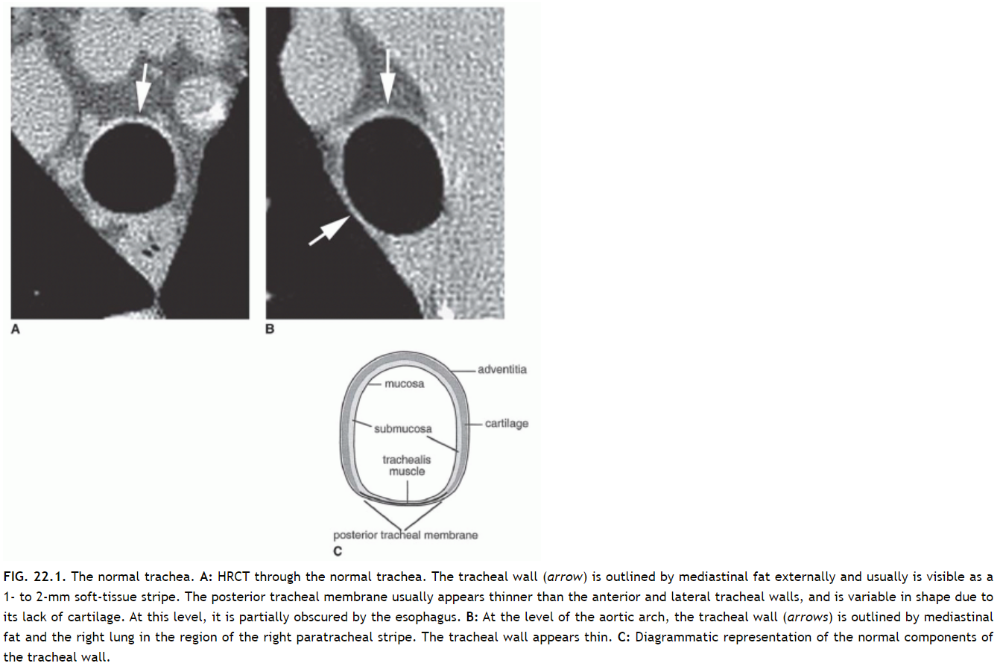 A
B
adventitia
mucosa
cartilage
submucosa
trachealis
muscle
posterior tracheal membrane
C
FIG. 22.1. The normal trachea. A: HRCT through the normal trachea. The tracheal wall (arrow) is outlined by mediastinal fat externally and usually is visible as a
1- to 2-mm soft-tissue stripe. The posterior tracheal membrane usually appears thinner than the anterior and lateral tracheal walls, and is variable in shape due to
its lack of cartilage. At this level, it is partially obscured by the esophagus. B: At the level of the aortic arch, the tracheal wall (arrows) is outlined by mediastinal
fat and the right lung in the region of the right paratracheal stripe. The tracheal wall appears thin. C: Diagrammatic representation of the normal components of
the tracheal wall.